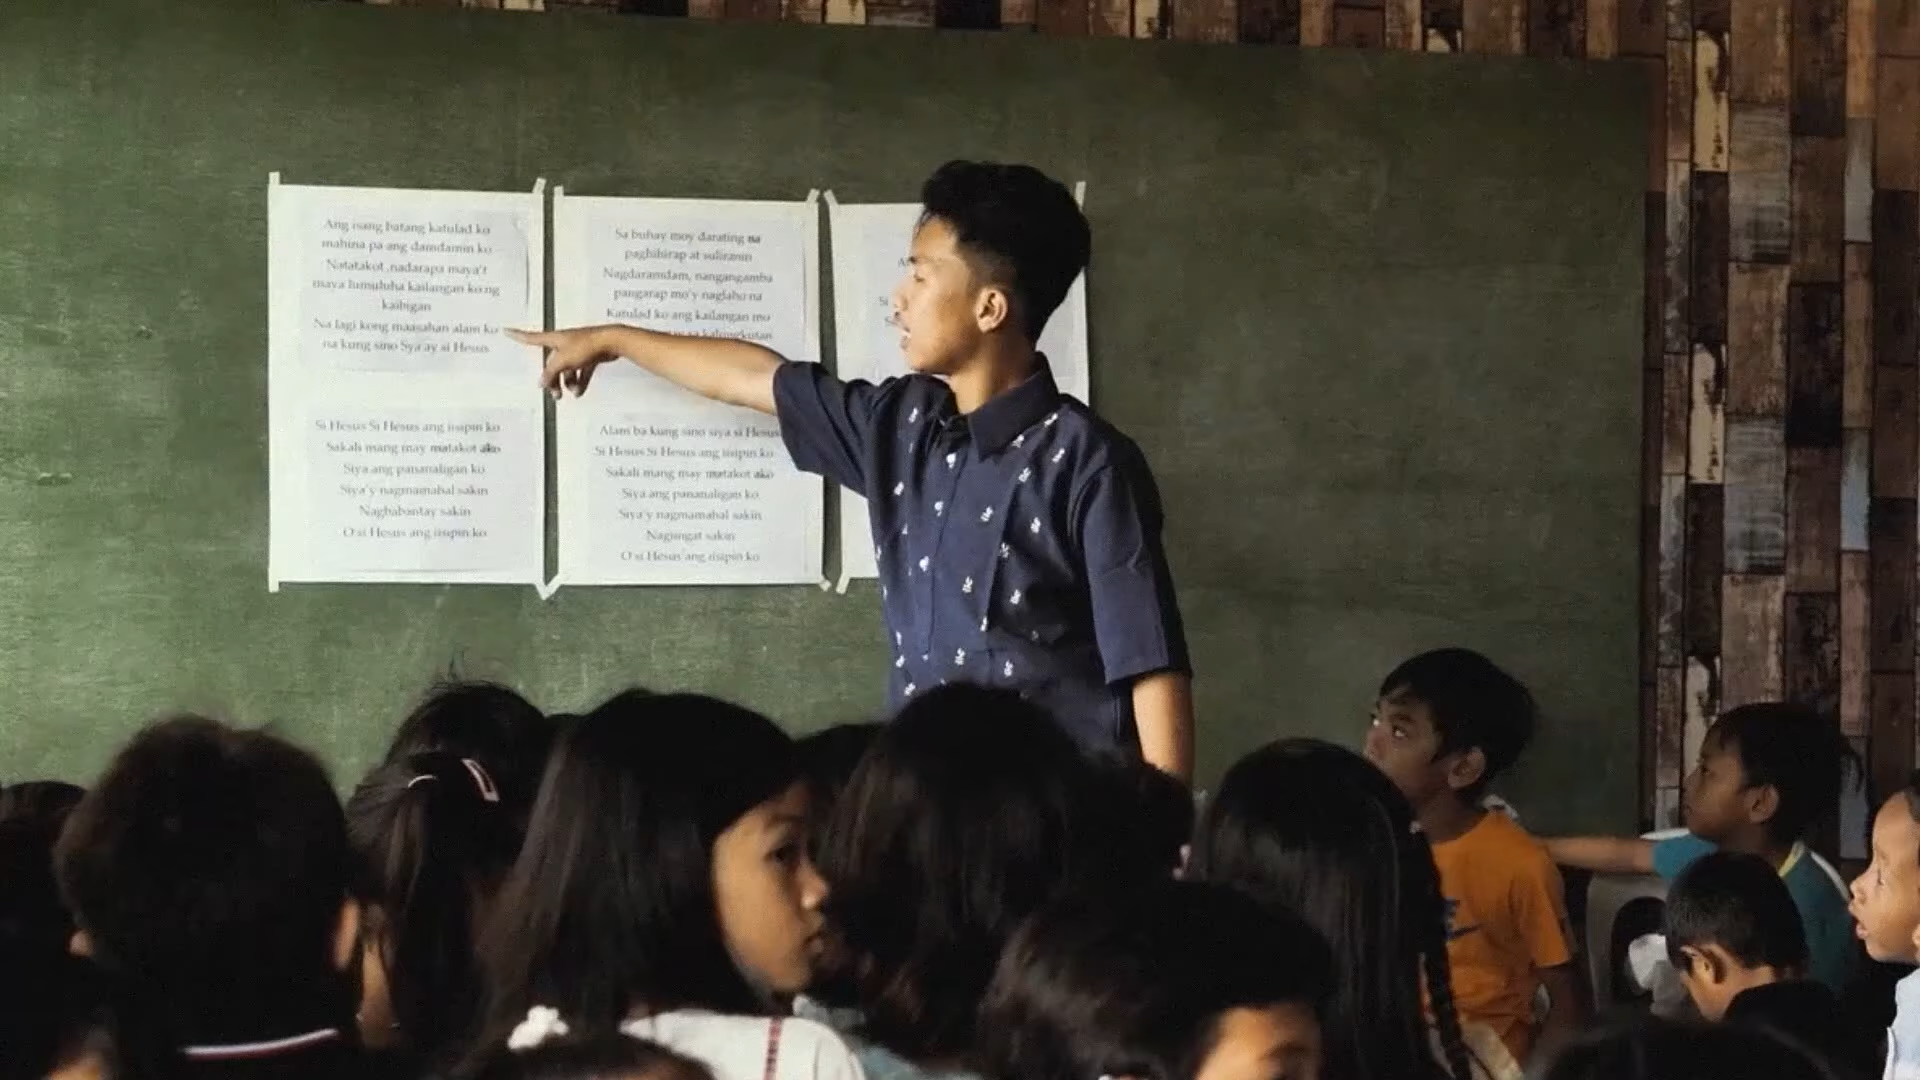 Ang isang batang katulad ko
mahina pa ang damdamin ko
Natatakot ,nadarapa maya't
maya lumuluha kailangan ko ng
kaibigan
Na lagi kong maasahan alam ko
na kung sino Sya ay si Hesus
Si Hesus Si Hesus ang iisipin ko
Sakali mang may matakot ako
Siya ang pananaligan ko
Siya'y nagmamahal sakin
Nagbabantay sakin
O si Hesus ang iisipin ko
Sa buhay moy darating na
paghihirap at suliranin
Nagdaramdam, nangangamba
pangarap mo'y naglaho na
Katulad ko ang kailangan mo
sa kalungkutan
Alam ba kung sino siya si Hesus
Si Hesus Si Hesus ang iisipin ko
Sakali mang may matakot ako
Siya ang pananaligan ko
Siya'y nagmamahal sakin
Nagiingat sakin
O si Hesus ang iisipin ko